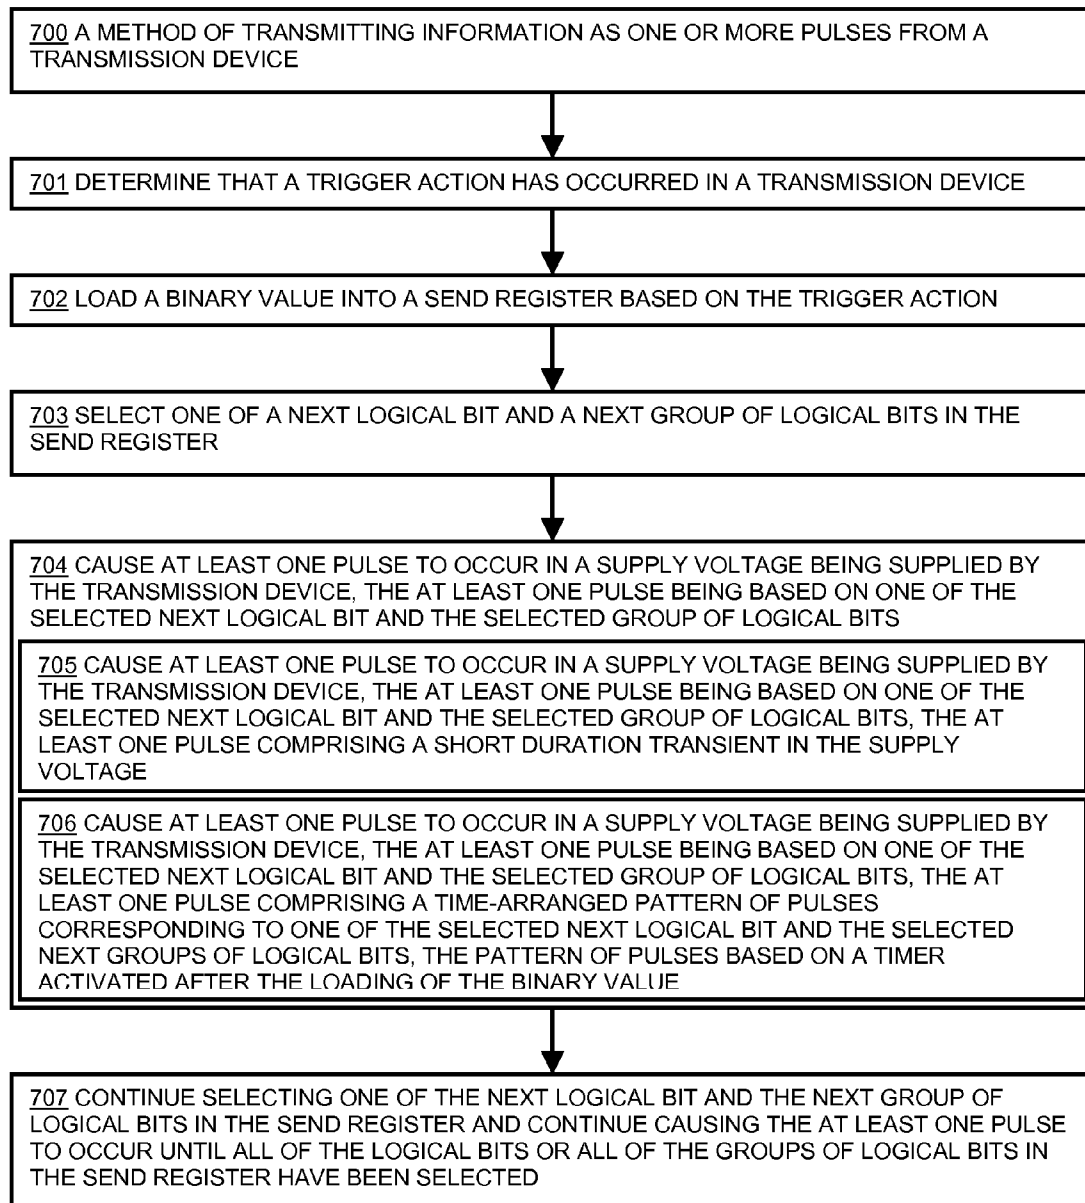 700 A METHOD OF TRANSMITTING INFORMATION AS ONE OR MORE PULSES FROM A
TRANSMISSION DEVICE
701 DETERMINE THAT A TRIGGER ACTION HAS OCCURRED IN A TRANSMISSION DEVICE
702 LOAD A BINARY VALUE INTO A SEND REGISTER BASED ON THE TRIGGER ACTION
703 SELECT ONE OF A NEXT LOGICAL BIT AND A NEXT GROUP OF LOGICAL BITS IN THE
SEND REGISTER
704 CAUSE AT LEAST ONE PULSE TO OCCUR IN A SUPPLY VOLTAGE BEING SUPPLIED BY
THE TRANSMISSION DEVICE, THE AT LEAST ONE PULSE BEING BASED ON ONE OF THE
SELECTED NEXT LOGICAL BIT AND THE SELECTED GROUP OF LOGICAL BITS
705 CAUSE AT LEAST ONE PULSE TO OCCUR IN A SUPPLY VOLTAGE BEING SUPPLIED BY
THE TRANSMISSION DEVICE, THE AT LEAST ONE PULSE BEING BASED ON ONE OF THE
SELECTED NEXT LOGICAL BIT AND THE SELECTED GROUP OF LOGICAL BITS, THE AT
LEAST ONE PULSE COMPRISING A SHORT DURATION TRANSIENT IN THE SUPPLY
VOLTAGE
706 CAUSE AT LEAST ONE PULSE TO OCCUR IN A SUPPLY VOLTAGE BEING SUPPLIED BY
THE TRANSMISSION DEVICE, THE AT LEAST ONE PULSE BEING BASED ON ONE OF THE
SELECTED NEXT LOGICAL BIT AND THE SELECTED GROUP OF LOGICAL BITS, THE AT
LEAST ONE PULSE COMPRISING A TIME-ARRANGED PATTERN OF PULSES
CORRESPONDING TO ONE OF THE SELECTED NEXT LOGICAL BIT AND THE SELECTED
NEXT GROUPS OF LOGICAL BITS, THE PATTERN OF PULSES BASED ON A TIMER
ACTIVATED AFTER THE LOADING OF THE BINARY VALUE
707 CONTINUE SELECTING ONE OF THE NEXT LOGICAL BIT AND THE NEXT GROUP OF
LOGICAL BITS IN THE SEND REGISTER AND CONTINUE CAUSING THE AT LEAST ONE PULSE
TO OCCUR UNTIL ALL OF THE LOGICAL BITS OR ALL OF THE GROUPS OF LOGICAL BITS IN
THE SEND REGISTER HAVE BEEN SELECTED